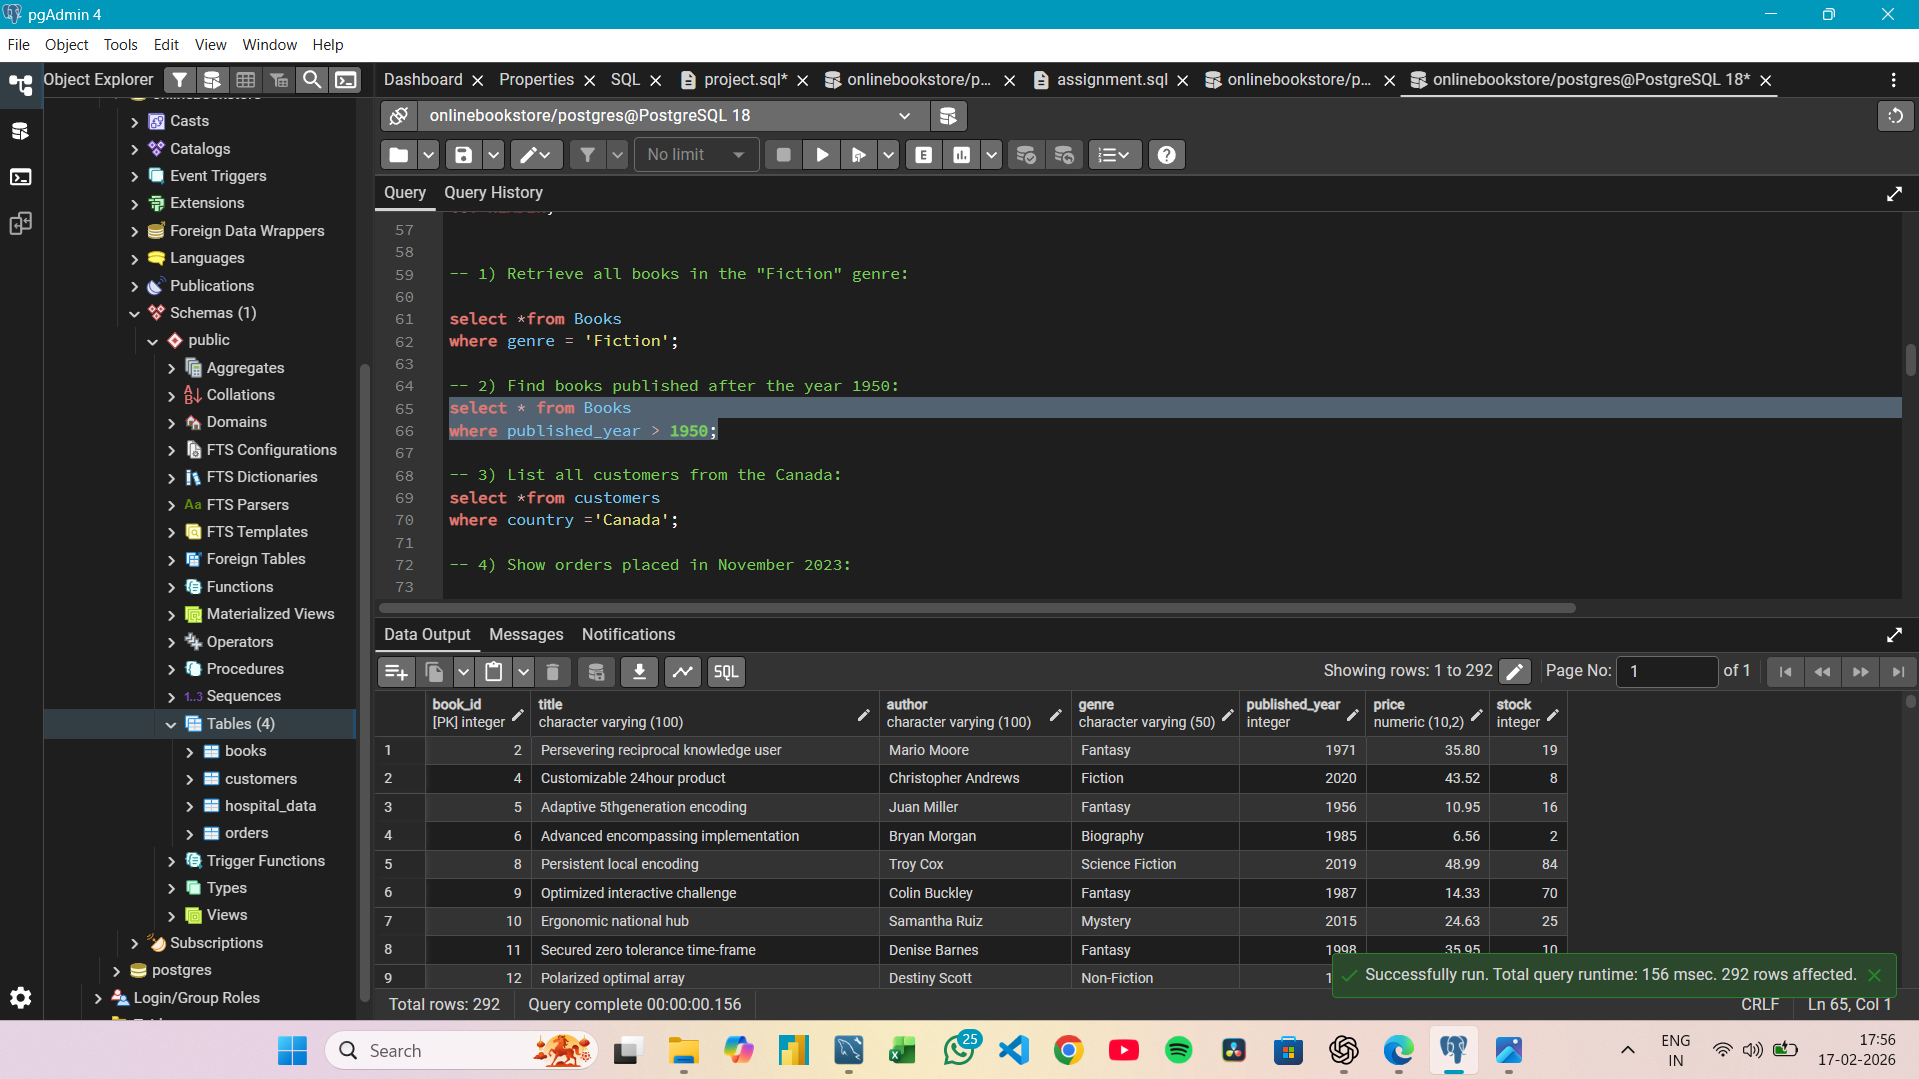 pgAdmin 4
File Object Tools Edit View Window Help
Object Explorer
Dashboard Properties SQL project.sql* onlinebookstore/p... assignment.sql onlinebookstore/p... onlinebookstore/postgres@PostgreSQL 18*
onlinebookstore/postgres@PostgreSQL 18
No limit
E
SQL
Query Query History
Casts
Catalogs
Event Triggers
Extensions
Foreign Data Wrappers
Languages
Publications
Schemas (1)
public
Aggregates
Collations
Domains
FTS Configurations
FTS Dictionaries
Aa FTS Parsers
FTS Templates
Foreign Tables
Functions
Materialized Views
Operators
Procedures
1..3 Sequences
Tables (4)
books
customers
hospital_data
orders
Trigger Functions
Types
Views
Subscriptions
postgres
Login/Group Roles
57
58
59 -- 1) Retrieve all books in the "Fiction" genre:
60
61 select *from Books
62 where genre = 'Fiction';
63
64 -- 2) Find books published after the year 1950:
65 select * from Books
66 where published_year > 1950;
67
68 -- 3) List all customers from the Canada:
69 select *from customers
70 where country ='Canada';
71
72 -- 4) Show orders placed in November 2023:
73
Data Output Messages Notifications
Showing rows: 1 to 292 Page No: 1 of 1
book_id title author genre published_year price stock
[PK] integer character varying (100) character varying (100) character varying (50) integer numeric (10,2) integer
1 2 Persevering reciprocal knowledge user Mario Moore Fantasy 1971 35.80 19
2 4 Customizable 24hour product Christopher Andrews Fiction 2020 43.52 8
3 5 Adaptive 5thgeneration encoding Juan Miller Fantasy 1956 10.95 16
4 6 Advanced encompassing implementation Bryan Morgan Biography 1985 6.56 2
5 8 Persistent local encoding Troy Cox Science Fiction 2019 48.99 84
6 9 Optimized interactive challenge Colin Buckley Fantasy 1987 14.33 70
7 10 Ergonomic national hub Samantha Ruiz Mystery 2015 24.63 25
8 11 Secured zero tolerance time-frame Denise Barnes Fantasy 1998 35.95 10
9 12 Polarized optimal array Destiny Scott Non-Fiction
Successfully run. Total query runtime: 156 msec. 292 rows affected.
Total rows: 292 Query complete 00:00:00.156 CRLF Ln 65, Col 1
Search
25
ENG
IN
17:56
17-02-2026